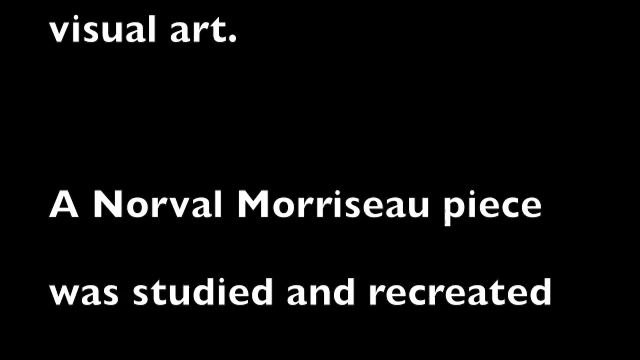 visual art.
A Norval Morriseau piece
was studied and recreated